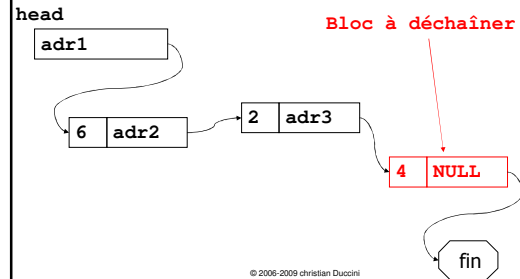 head
Bloc à déchaîner
adr1
6 adr2
2 adr3
4 NULL
fin
© 2006-2009 christian Duccini